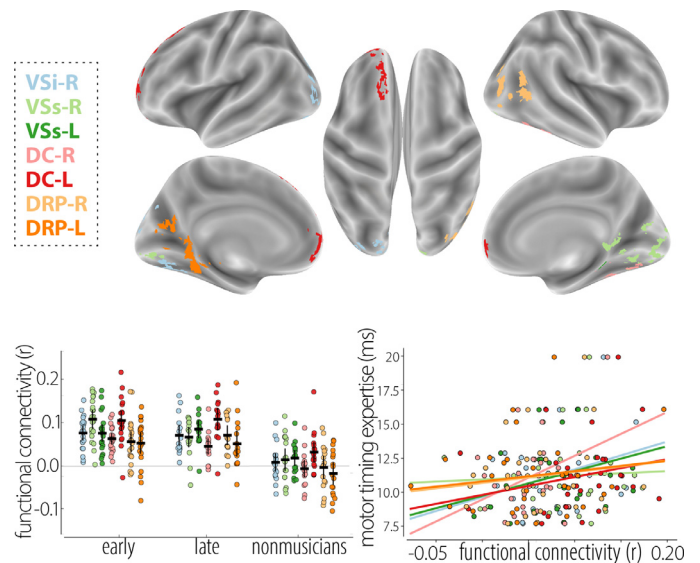 VSi-R
VSs-R
VSs-L
DC-R
DC-L
DRP-R
DRP-L
functional connectivity (r)
0.2
0.1
0.0
-0.1
early
late
nonmusicians
motor timing expertise (ms)
20
17.5
15.0
12.5
10.0
7.5
-0.05
functional connectivity (r)
0.20